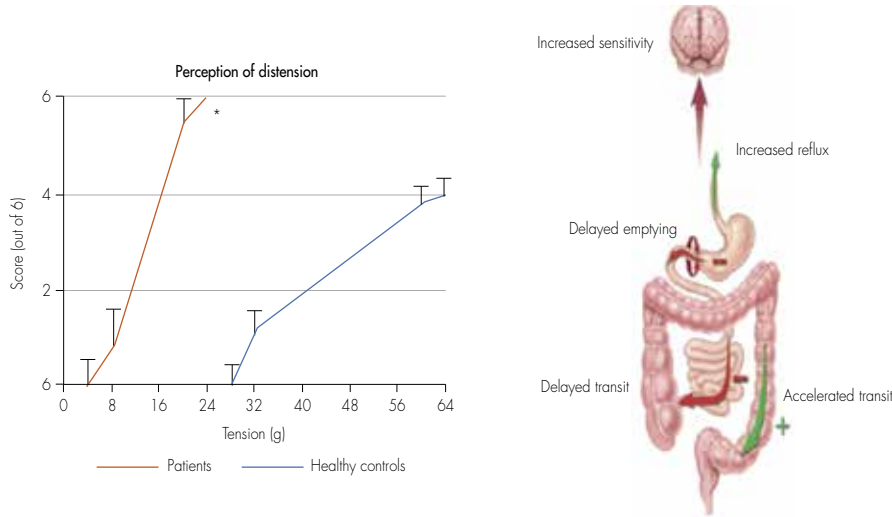 Perception of distension
6
4
2
6
Score (out of 6)
*
0 8 16 24 32 40 48 56 64
Tension (g)
Patients Healthy controls
Increased sensitivity
Increased reflux
Delayed emptying
Delayed transit
Accelerated transit
+